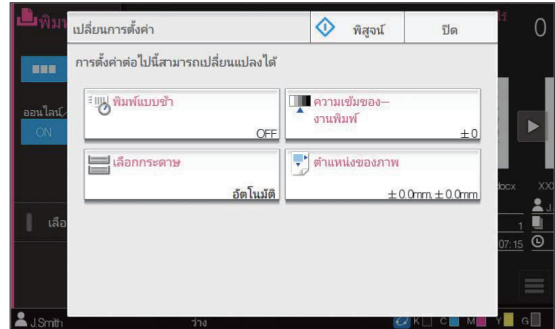 พิมพ์
0
เปลี่ยนการตั้งค่า
พิสูจน์
ปิด
การตั้งค่าต่อไปนี้สามารถเปลี่ยนแปลงได้
พิมพ์แบบช้า
OFF
ความเข้มของ—
งานพิมพ์
±0
เลือกกระดาษ
อัตโนมัติ
ตำแหน่งของภาพ
±0.0mm, ±0.0mm
ออนไลน์/
ON
ocx
XX
J.
เลือ
1
07:15
J.Smith
ว่าง
K C M Y G